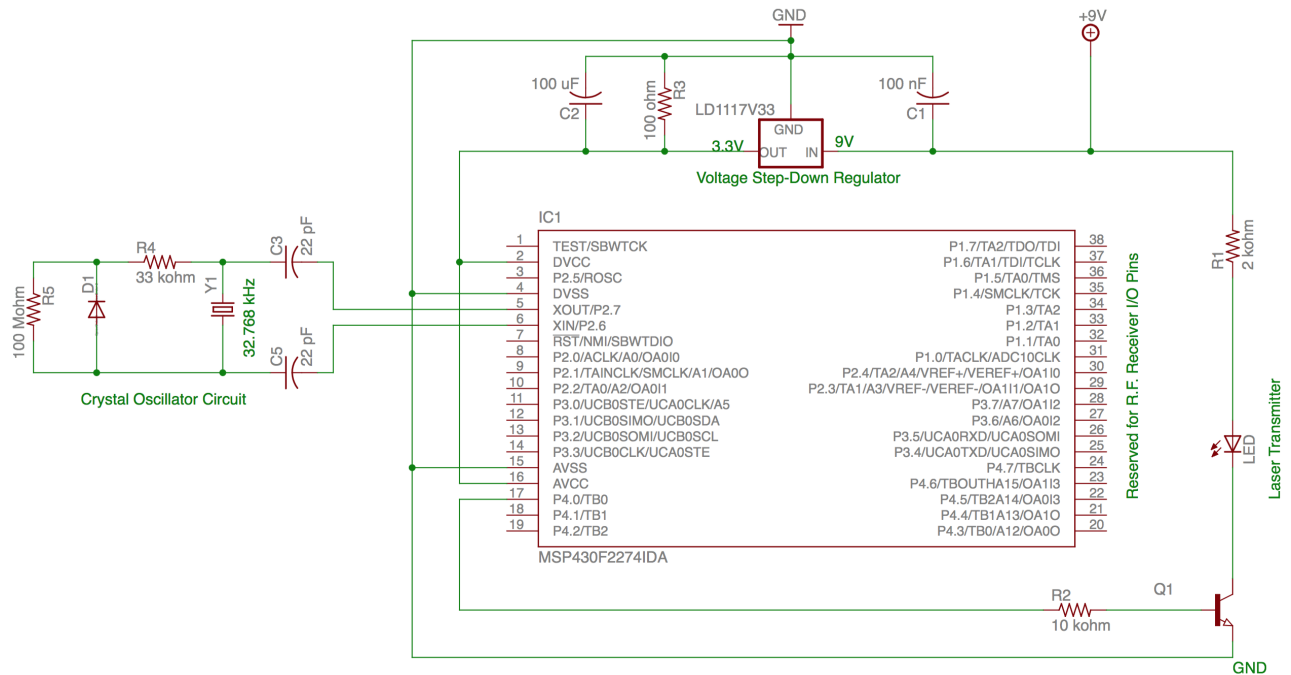 GND
+9V
100 uF
C2
100 ohm
R3
LD1117V33
100 nF
C1
GND
3.3V
OUT
IN
9V
Voltage Step-Down Regulator
IC1
1
TEST/SBWTCK
2
DVCC
3
P2.5/ROSC
4
DVSS
5
XOUT/P2.7
6
XIN/P2.6
7
RST/NMI/SBWTDIO
8
P2.0/ACLK/A0/OA0I0
9
P2.1/TAINCLK/SMCLK/A1/OA0O
10
P2.2/TA0/A2/OA0I1
11
P3.0/UCB0STE/UCA0CLK/A5
12
P3.1/UCB0SIMO/UCB0SDA
13
P3.2/UCB0SOMI/UCB0SCL
14
P3.3/UCB0CLK/UCA0STE
15
AVSS
16
AVCC
17
P4.0/TB0
18
P4.1/TB1
19
P4.2/TB2
P1.7/TA2/TDO/TDI
38
P1.6/TA1/TDI/TCLK
37
P1.5/TA0/TMS
36
P1.4/SMCLK/TCK
35
P1.3/TA2
34
P1.2/TA1
33
P1.1/TA0
32
P1.0/TACLK/ADC10CLK
31
P2.4/TA2/A4/VREF+/VEREF+/OA1I0
30
P2.3/TA1/A3/VREF-/VEREF-/OA1I1/OA1O
29
P3.7/A7/OA1I2
28
P3.6/A6/OA0I2
27
P3.5/UCA0RXD/UCA0SOMI
26
P3.4/UCA0TXD/UCA0SIMO
25
P4.7/TBCLK
24
P4.6/TBOUTHA15/OA1I3
23
P4.5/TB2A14/OA0I3
22
P4.4/TB1A13/OA1O
21
P4.3/TB0/A12/OA0O
20
MSP430F2274IDA
R4
33 kohm
C3
22 pF
100 Mohm
R5
D1
Y1
32.768 kHz
C5
22 pF
Crystal Oscillator Circuit
Reserved for R.F. Receiver I/O Pins
R1
2 kohm
LED
Laser Transmitter
R2
10 kohm
Q1
GND